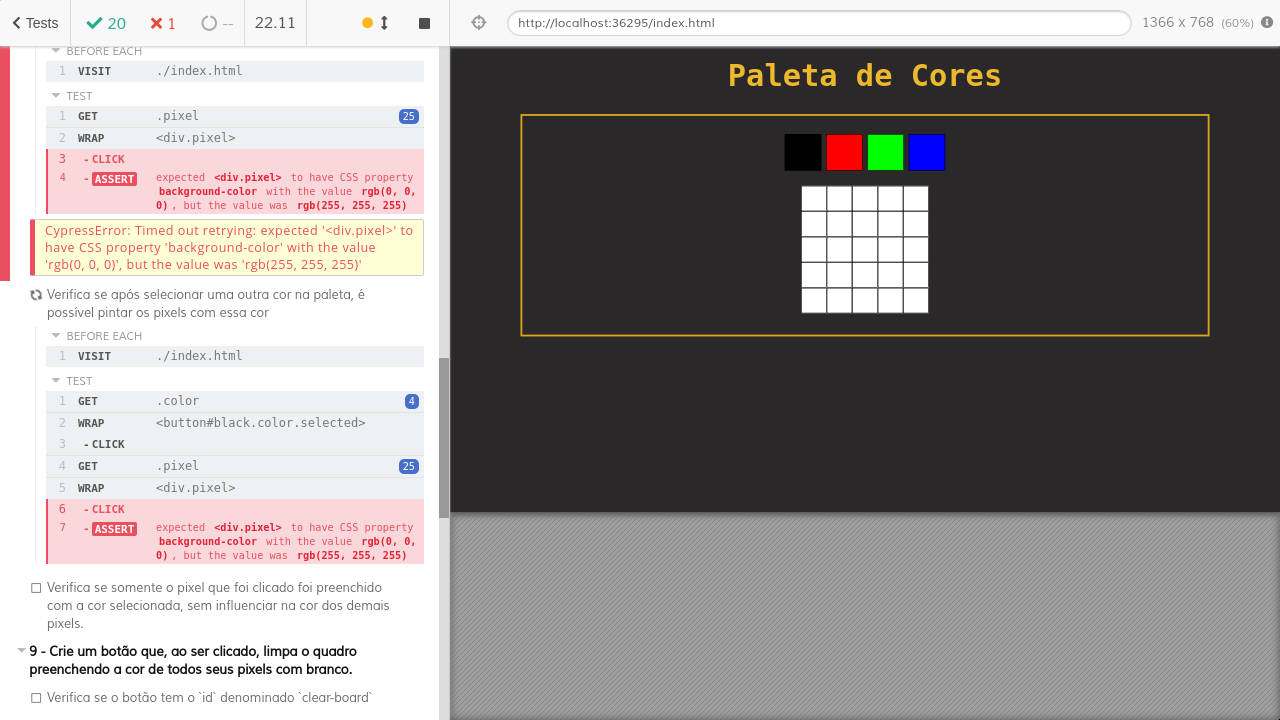 Tests 20 1 -- 22.11
http://localhost:36295/index.html 1366 x 768 (60%)
BEFORE EACH
1 VISIT ./index.html
TEST
1 GET .pixel 25
2 WRAP <div.pixel>
3 - CLICK
4 - ASSERT expected <div.pixel> to have CSS property
background-color with the value rgb(0, 0,
0) , but the value was rgb(255, 255, 255)
CypressError: Timed out retrying: expected '<div.pixel>' to
have CSS property 'background-color' with the value
'rgb(0, 0, 0)', but the value was 'rgb(255, 255, 255)'
Verifica se após selecionar uma outra cor na paleta, é
possível pintar os pixels com essa cor
BEFORE EACH
1 VISIT ./index.html
TEST
1 GET .color 4
2 WRAP <button#black.color.selected>
3 - CLICK
4 GET .pixel 25
5 WRAP <div.pixel>
6 - CLICK
7 - ASSERT expected <div.pixel> to have CSS property
background-color with the value rgb(0, 0,
0) , but the value was rgb(255, 255, 255)
Verifica se somente o pixel que foi clicado foi preenchido
com a cor selecionada, sem influenciar na cor dos demais
pixels.
9 - Crie um botão que, ao ser clicado, limpa o quadro
preenchendo a cor de todos seus pixels com branco.
Verifica se o botão tem o `id` denominado `clear-board`
Paleta de Cores